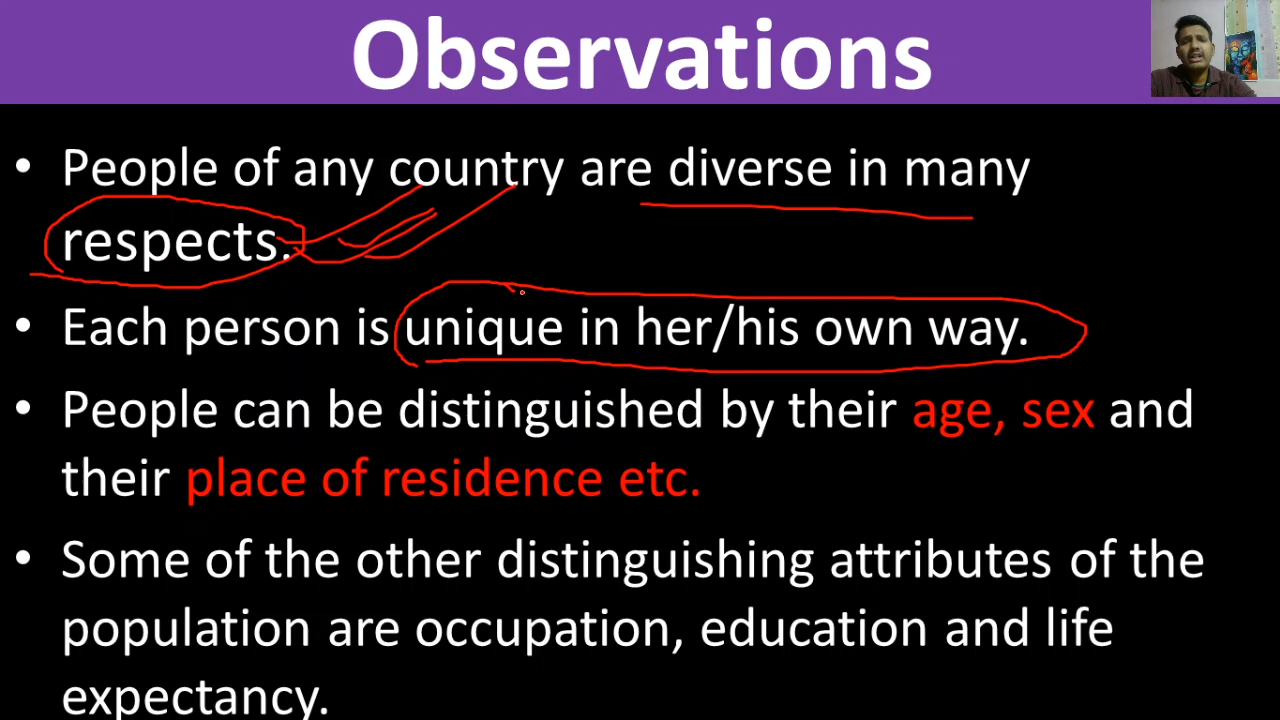 Observations
• People of any country are diverse in many
respects.
• Each person is unique in her/his own way.
• People can be distinguished by their age, sex and
their place of residence etc.
• Some of the other distinguishing attributes of the
population are occupation, education and life
expectancy.